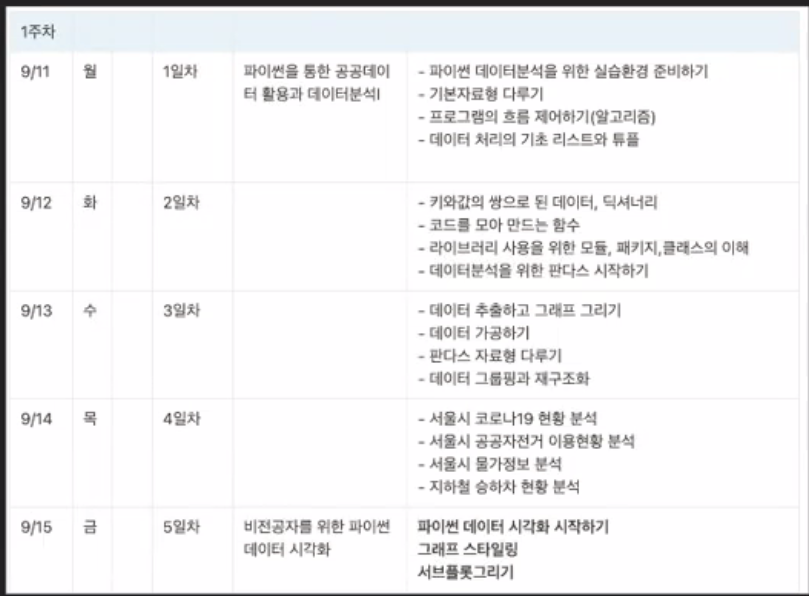 1주차
9/11 월 1일차 파이썬을 통한 공공데이 - 파이썬 데이터분석을 위한 실습환경 준비하기
터 활용과 데이터분석I - 기본자료형 다루기
- 프로그램의 흐름 제어하기(알고리즘)
- 데이터 처리의 기초 리스트와 튜플
9/12 화 2일차 - 키와값의 쌍으로 된 데이터, 딕셔너리
- 코드를 모아 만드는 함수
- 라이브러리 사용을 위한 모듈, 패키지,클래스의 이해
- 데이터분석을 위한 판다스 시작하기
9/13 수 3일차 - 데이터 추출하고 그래프 그리기
- 데이터 가공하기
- 판다스 자료형 다루기
- 데이터 그룹핑과 재구조화
9/14 목 4일차 - 서울시 코로나19 현황 분석
- 서울시 공공자전거 이용현황 분석
- 서울시 물가정보 분석
- 지하철 승하차 현황 분석
9/15 금 5일차 비전공자를 위한 파이썬 파이썬 데이터 시각화 시작하기
데이터 시각화 그래프 스타일링
서브플롯그리기